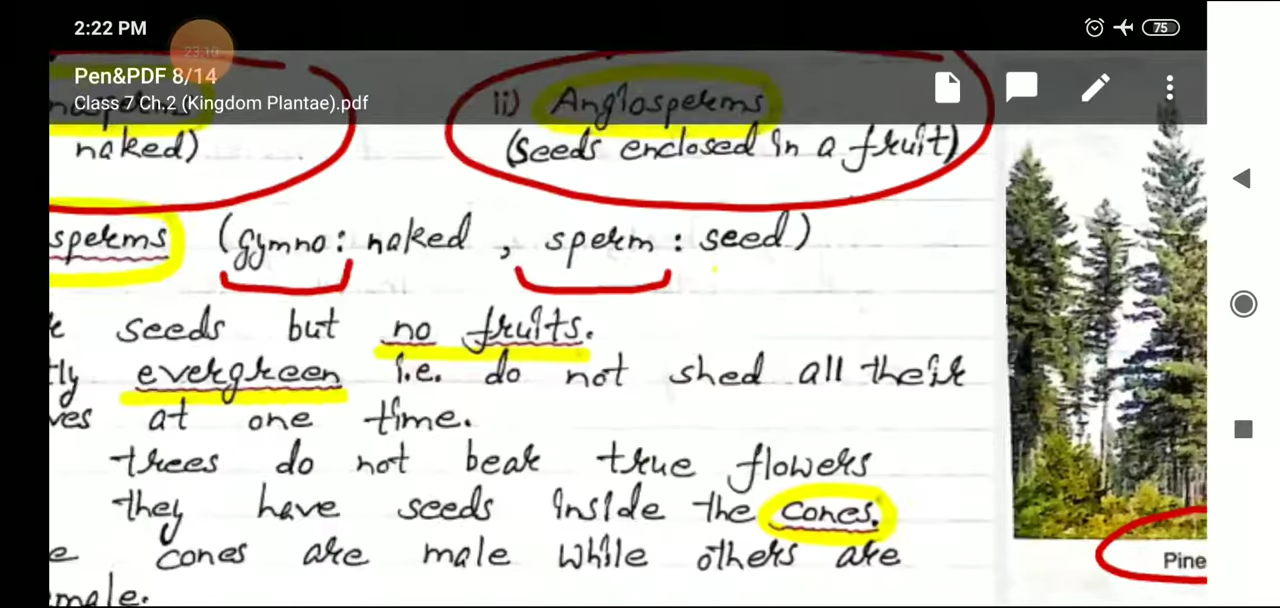 2:22 PM
75
23:10
Pen&PDF 8/14
Class 7 Ch.2 (Kingdom Plantae).pdf
ii) Angiosperms
naked)
(seeds enclosed in a fruit)
sperms (gymno: naked , sperm : seed)
seeds but no fruits.
evergreen i.e. do not shed all their
at one time.
trees do not bear true flowers
they have seeds inside the cones.
cones are male while others are
Pine